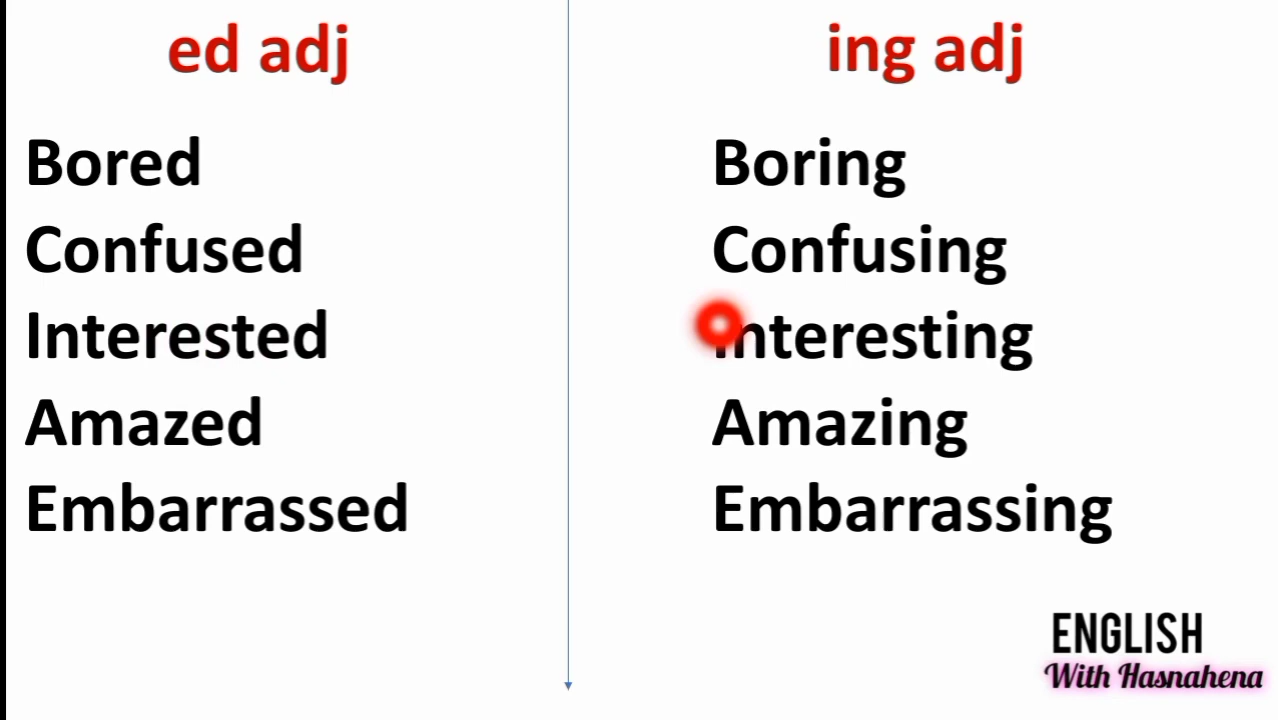 ed adj
Bored
Confused
Interested
Amazed
Embarrassed
ing adj
Boring
Confusing
Interesting
Amazing
Embarrassing
ENGLISH
With Hasnahena